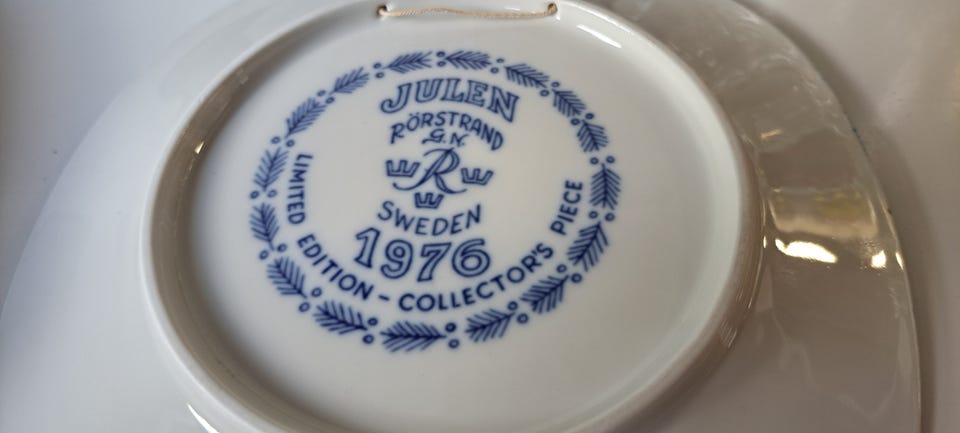 JULEN
RÖRSTRAND
G.N.
R
SWEDEN
1976
LIMITED EDITION - COLLECTOR'S PIECE